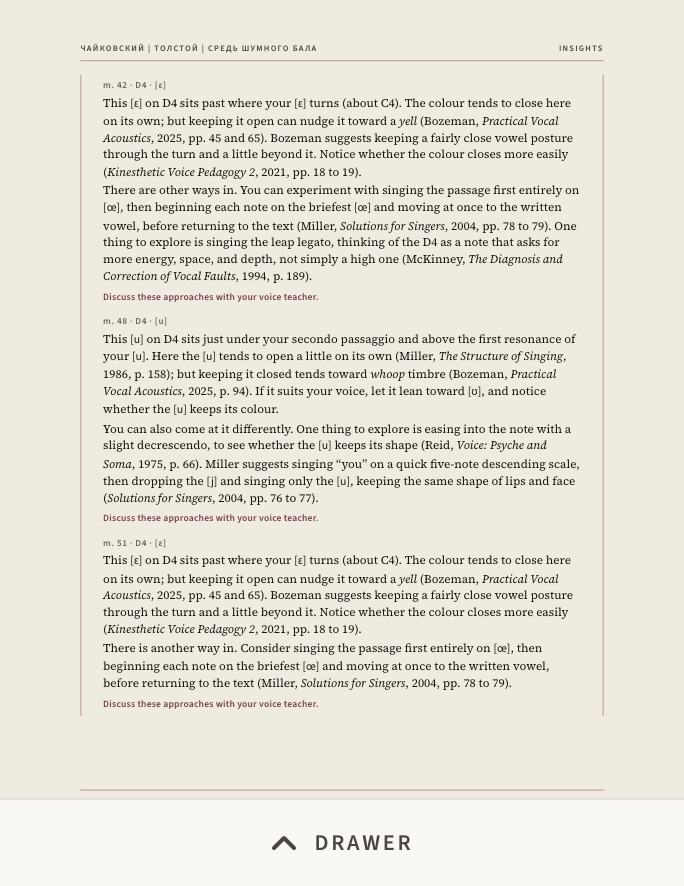 ЧАЙКОВСКИЙ | ТОЛСТОЙ | СРЕДЬ ШУМНОГО БАЛА
INSIGHTS
m. 42 · D4 · [ɛ]
This [ɛ] on D4 sits past where your [ɛ] turns (about C4). The colour tends to close here
on its own; but keeping it open can nudge it toward a yell (Bozeman, Practical Vocal
Acoustics, 2025, pp. 45 and 65). Bozeman suggests keeping a fairly close vowel posture
through the turn and a little beyond it. Notice whether the colour closes more easily
(Kinesthetic Voice Pedagogy 2, 2021, pp. 18 to 19).
There are other ways in. You can experiment with singing the passage first entirely on
[œ], then beginning each note on the briefest [œ] and moving at once to the written
vowel, before returning to the text (Miller, Solutions for Singers, 2004, pp. 78 to 79). One
thing to explore is singing the leap legato, thinking of the D4 as a note that asks for
more energy, space, and depth, not simply a high one (McKinney, The Diagnosis and
Correction of Vocal Faults, 1994, p. 189).
Discuss these approaches with your voice teacher.
m. 48 · D4 · [u]
This [u] on D4 sits just under your secondo passaggio and above the first resonance of
your [u]. Here the [u] tends to open a little on its own (Miller, The Structure of Singing,
1986, p. 158); but keeping it closed tends toward whoop timbre (Bozeman, Practical
Vocal Acoustics, 2025, p. 94). If it suits your voice, let it lean toward [ʊ], and notice
whether the [u] keeps its colour.
You can also come at it differently. One thing to explore is easing into the note with a
slight decrescendo, to see whether the [u] keeps its shape (Reid, Voice: Psyche and
Soma, 1975, p. 66). Miller suggests singing “you” on a quick five-note descending scale,
then dropping the [j] and singing only the [u], keeping the same shape of lips and face
(Solutions for Singers, 2004, pp. 76 to 77).
Discuss these approaches with your voice teacher.
m. 51 · D4 · [ɛ]
This [ɛ] on D4 sits past where your [ɛ] turns (about C4). The colour tends to close here
on its own; but keeping it open can nudge it toward a yell (Bozeman, Practical Vocal
Acoustics, 2025, pp. 45 and 65). Bozeman suggests keeping a fairly close vowel posture
through the turn and a little beyond it. Notice whether the colour closes more easily
(Kinesthetic Voice Pedagogy 2, 2021, pp. 18 to 19).
There is another way in. Consider singing the passage first entirely on [œ], then
beginning each note on the briefest [œ] and moving at once to the written vowel,
before returning to the text (Miller, Solutions for Singers, 2004, pp. 78 to 79).
Discuss these approaches with your voice teacher.
DRAWER